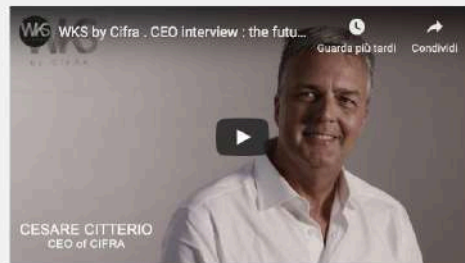 WKS
WKS by Cifra . CEO interview : the futu...
Guarda più tardi
Condividi
WKS
BY CIFRA
CESARE CITTERIO
CEO of CIFRA